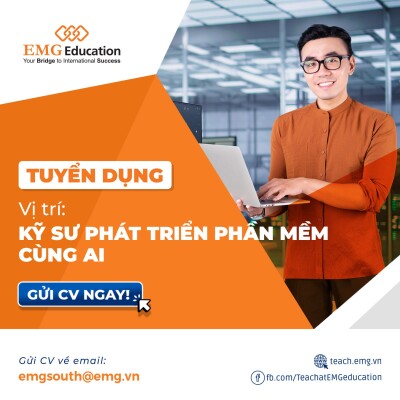 EMG Education
Your Bridge to International Success
TUYỂN DỤNG
Vị trí:
KỸ SƯ PHÁT TRIỂN PHẦN MỀM
CÙNG AI
GỬI CV NGAY!
Gửi CV về email:
emgsouth@emg.vn
teach.emg.vn
fb.com/TeachatEMGeducation